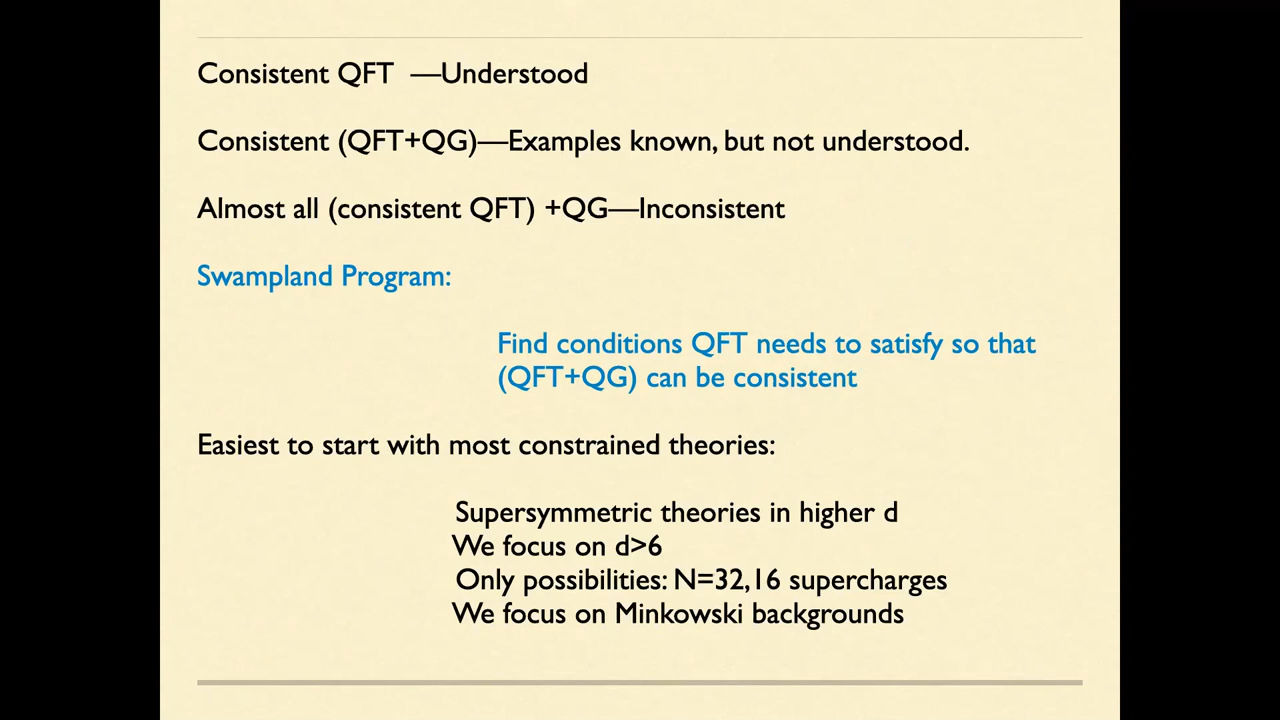 Consistent QFT —Understood
Consistent (QFT+QG)—Examples known, but not understood.
Almost all (consistent QFT) +QG—Inconsistent
Swampland Program:
Find conditions QFT needs to satisfy so that
(QFT+QG) can be consistent
Easiest to start with most constrained theories:
Supersymmetric theories in higher d
We focus on d>6
Only possibilities: N=32,16 supercharges
We focus on Minkowski backgrounds